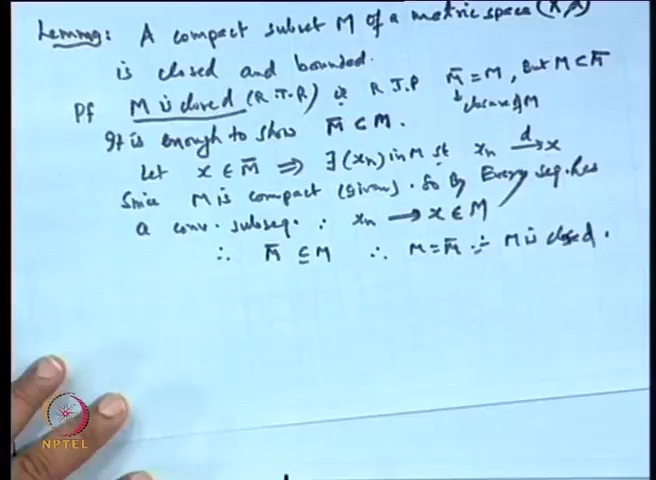 Lemma: A compact subset M of a metric space (X,d)
is closed and bounded.
Pf M is closed (R.T.P) i.e. R.T.P M̄ = M, But M ⊂ M̄
closure of M
It is enough to show M̄ ⊂ M.
Let x ∈ M̄ ⇒ ∃ (xₙ) in M st xₙ →ᵈ x
Since M is compact (given). So By Every seq. has
a conv. subseq. ∴ xₙ → x ∈ M
∴ M̄ ⊆ M ∴ M = M̄ ∴ M is closed.
NPTEL